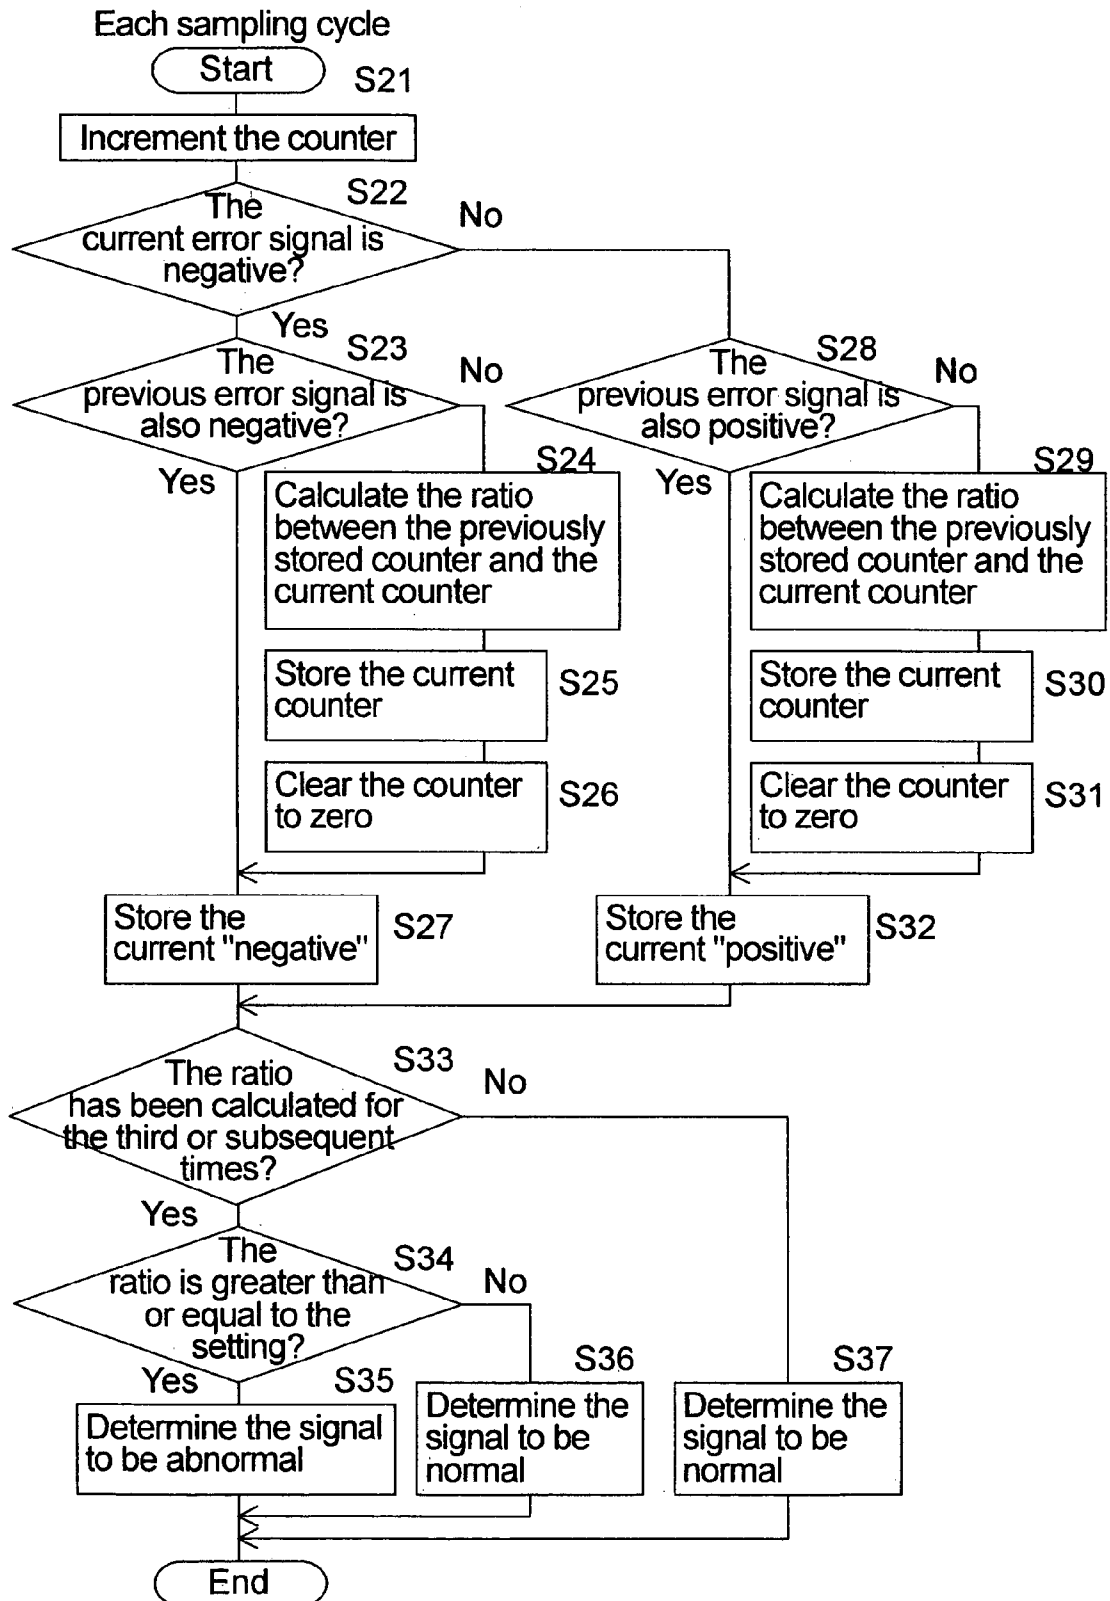 Each sampling cycle
Start
S21
Increment the counter
S22
The
current error signal is
negative?
No
Yes
S23
The
previous error signal is
also negative?
No
Yes
S28
The
previous error signal is
also positive?
No
Yes
S24
Calculate the ratio
between the previously
stored counter and the
current counter
S29
Calculate the ratio
between the previously
stored counter and the
current counter
Store the current
counter
S25
Store the current
counter
S30
Clear the counter
to zero
S26
Clear the counter
to zero
S31
Store the
current "negative"
S27
Store the
current "positive"
S32
S33
The ratio
has been calculated for
the third or subsequent
times?
No
Yes
S34
The
ratio is greater than
or equal to the
setting?
No
Yes
S35
Determine the signal
to be abnormal
S36
Determine the
signal to be
normal
S37
Determine the
signal to be
normal
End